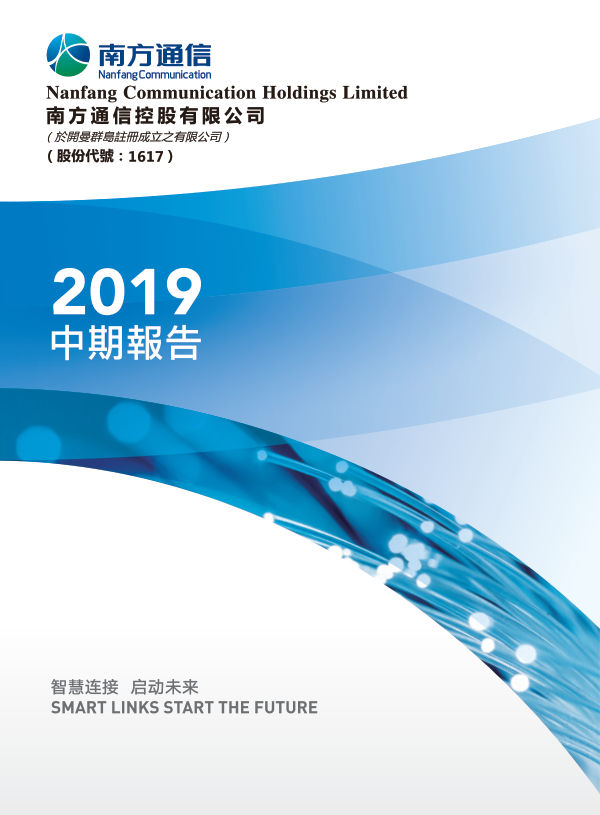 南方通信
Nanfang Communication
Nanfang Communication Holdings Limited
南方通信控股有限公司
（於開曼群島註冊成立之有限公司）
（股份代號：1617）
2019
中期報告
智慧连接 启动未来
SMART LINKS START THE FUTURE